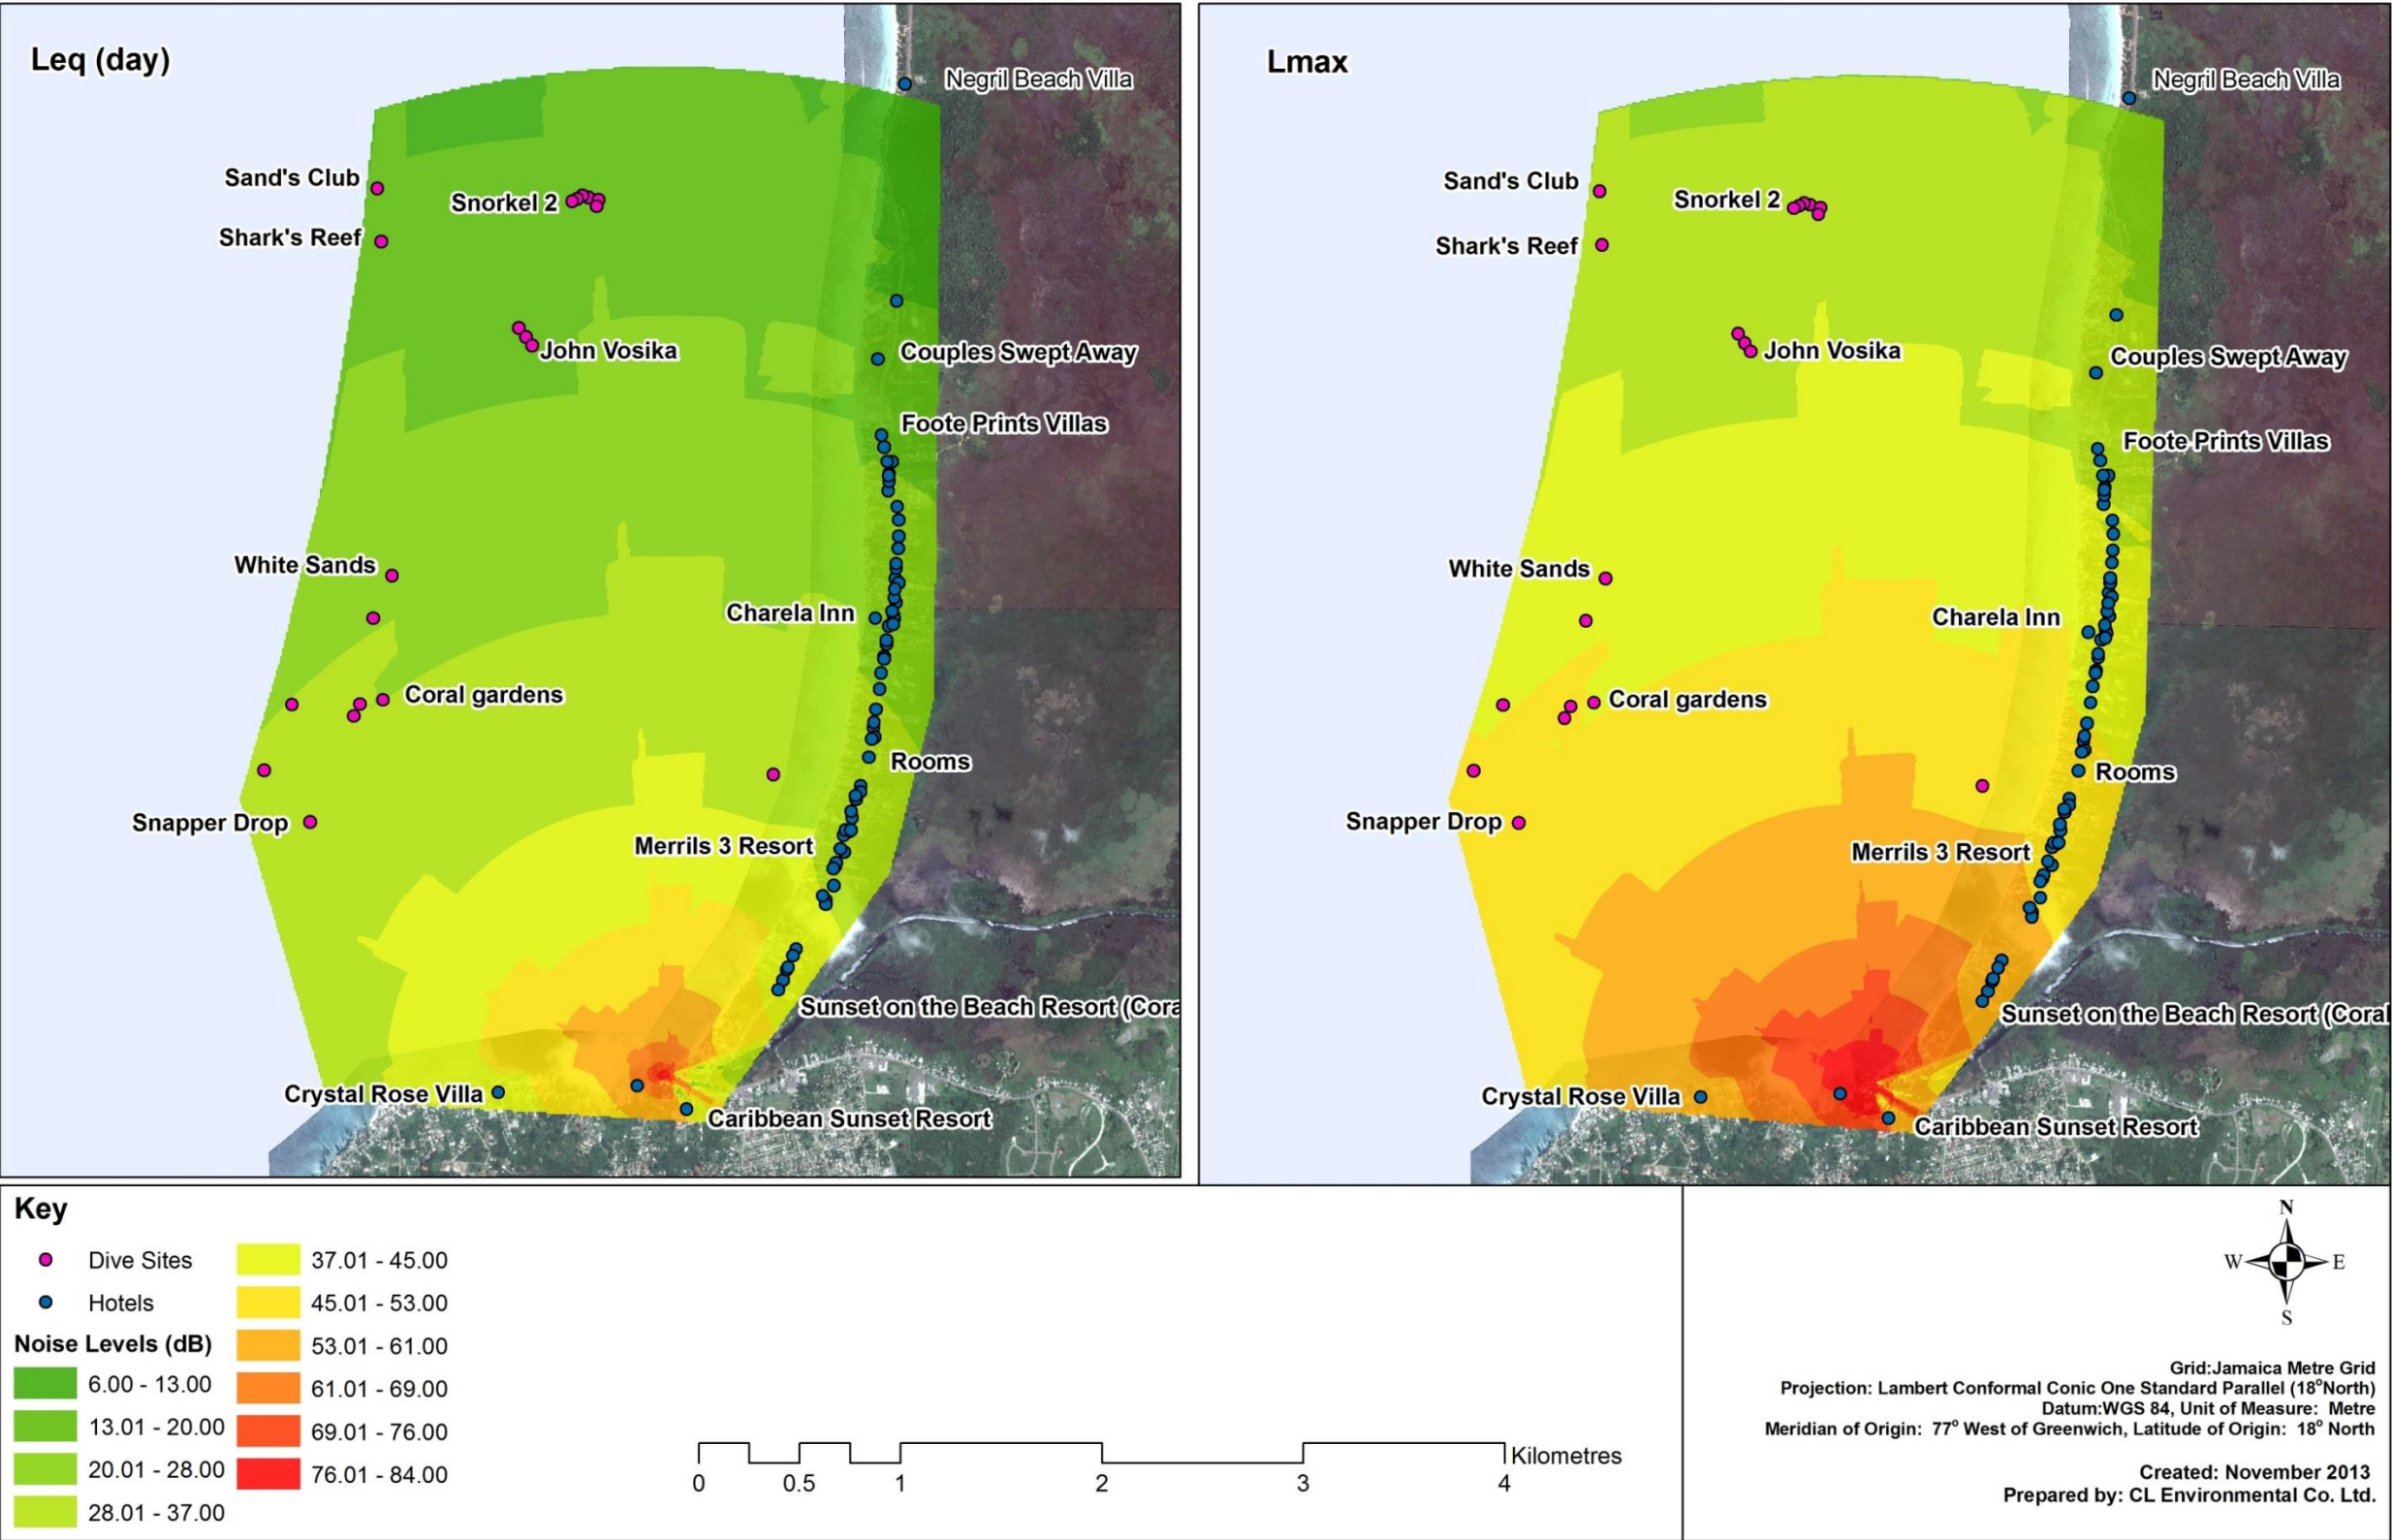 Leq (day)
Negril Beach Villa
Sand's Club
Snorkel 2
Shark's Reef
John Vosika
Couples Swept Away
Foote Prints Villas
White Sands
Charela Inn
Coral gardens
Rooms
Snapper Drop
Merrils 3 Resort
Sunset on the Beach Resort (Cora
Crystal Rose Villa
Caribbean Sunset Resort
Lmax
Negril Beach Villa
Sand's Club
Snorkel 2
Shark's Reef
John Vosika
Couples Swept Away
Foote Prints Villas
White Sands
Charela Inn
Coral gardens
Rooms
Snapper Drop
Merrils 3 Resort
Sunset on the Beach Resort (Coral
Crystal Rose Villa
Caribbean Sunset Resort
Key
Dive Sites
Hotels
Noise Levels (dB)
6.00 - 13.00
13.01 - 20.00
20.01 - 28.00
28.01 - 37.00
37.01 - 45.00
45.01 - 53.00
53.01 - 61.00
61.01 - 69.00
69.01 - 76.00
76.01 - 84.00
Kilometres
0 0.5 1 2 3 4
N
W E
S
Grid:Jamaica Metre Grid
Projection: Lambert Conformal Conic One Standard Parallel (18°North)
Datum:WGS 84, Unit of Measure: Metre
Meridian of Origin: 77° West of Greenwich, Latitude of Origin: 18° North
Created: November 2013
Prepared by: CL Environmental Co. Ltd.